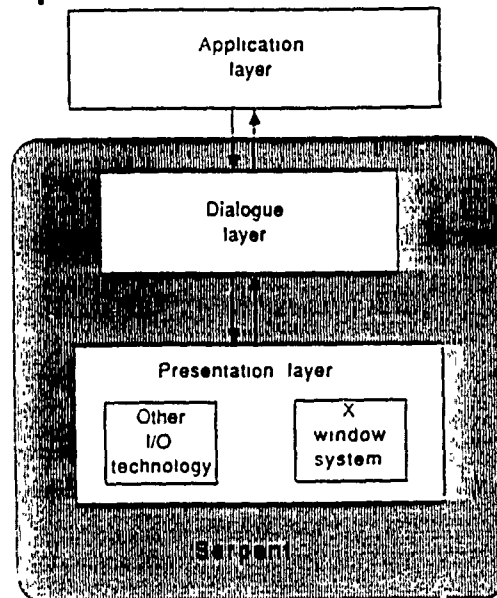 Application
layer
Dialogue
layer
Presentation layer
Other
I/O
technology
X
window
system
Serpent